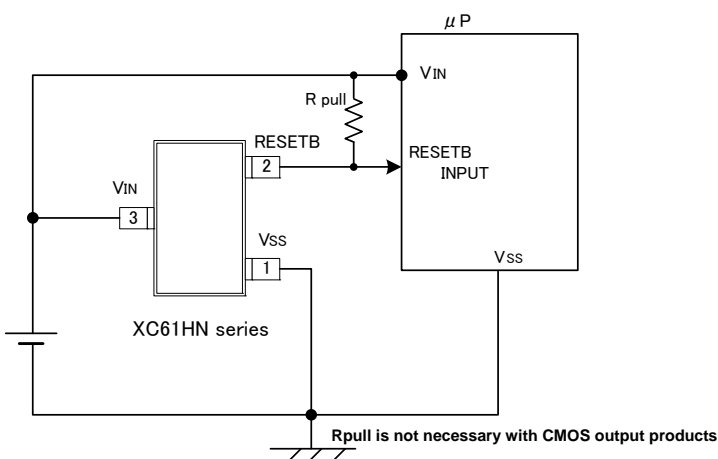 μ P
VIN
R pull
RESETB
2
RESETB
INPUT
VIN
3
VSS
1
VSS
XC61HN series
Rpull is not necessary with CMOS output products